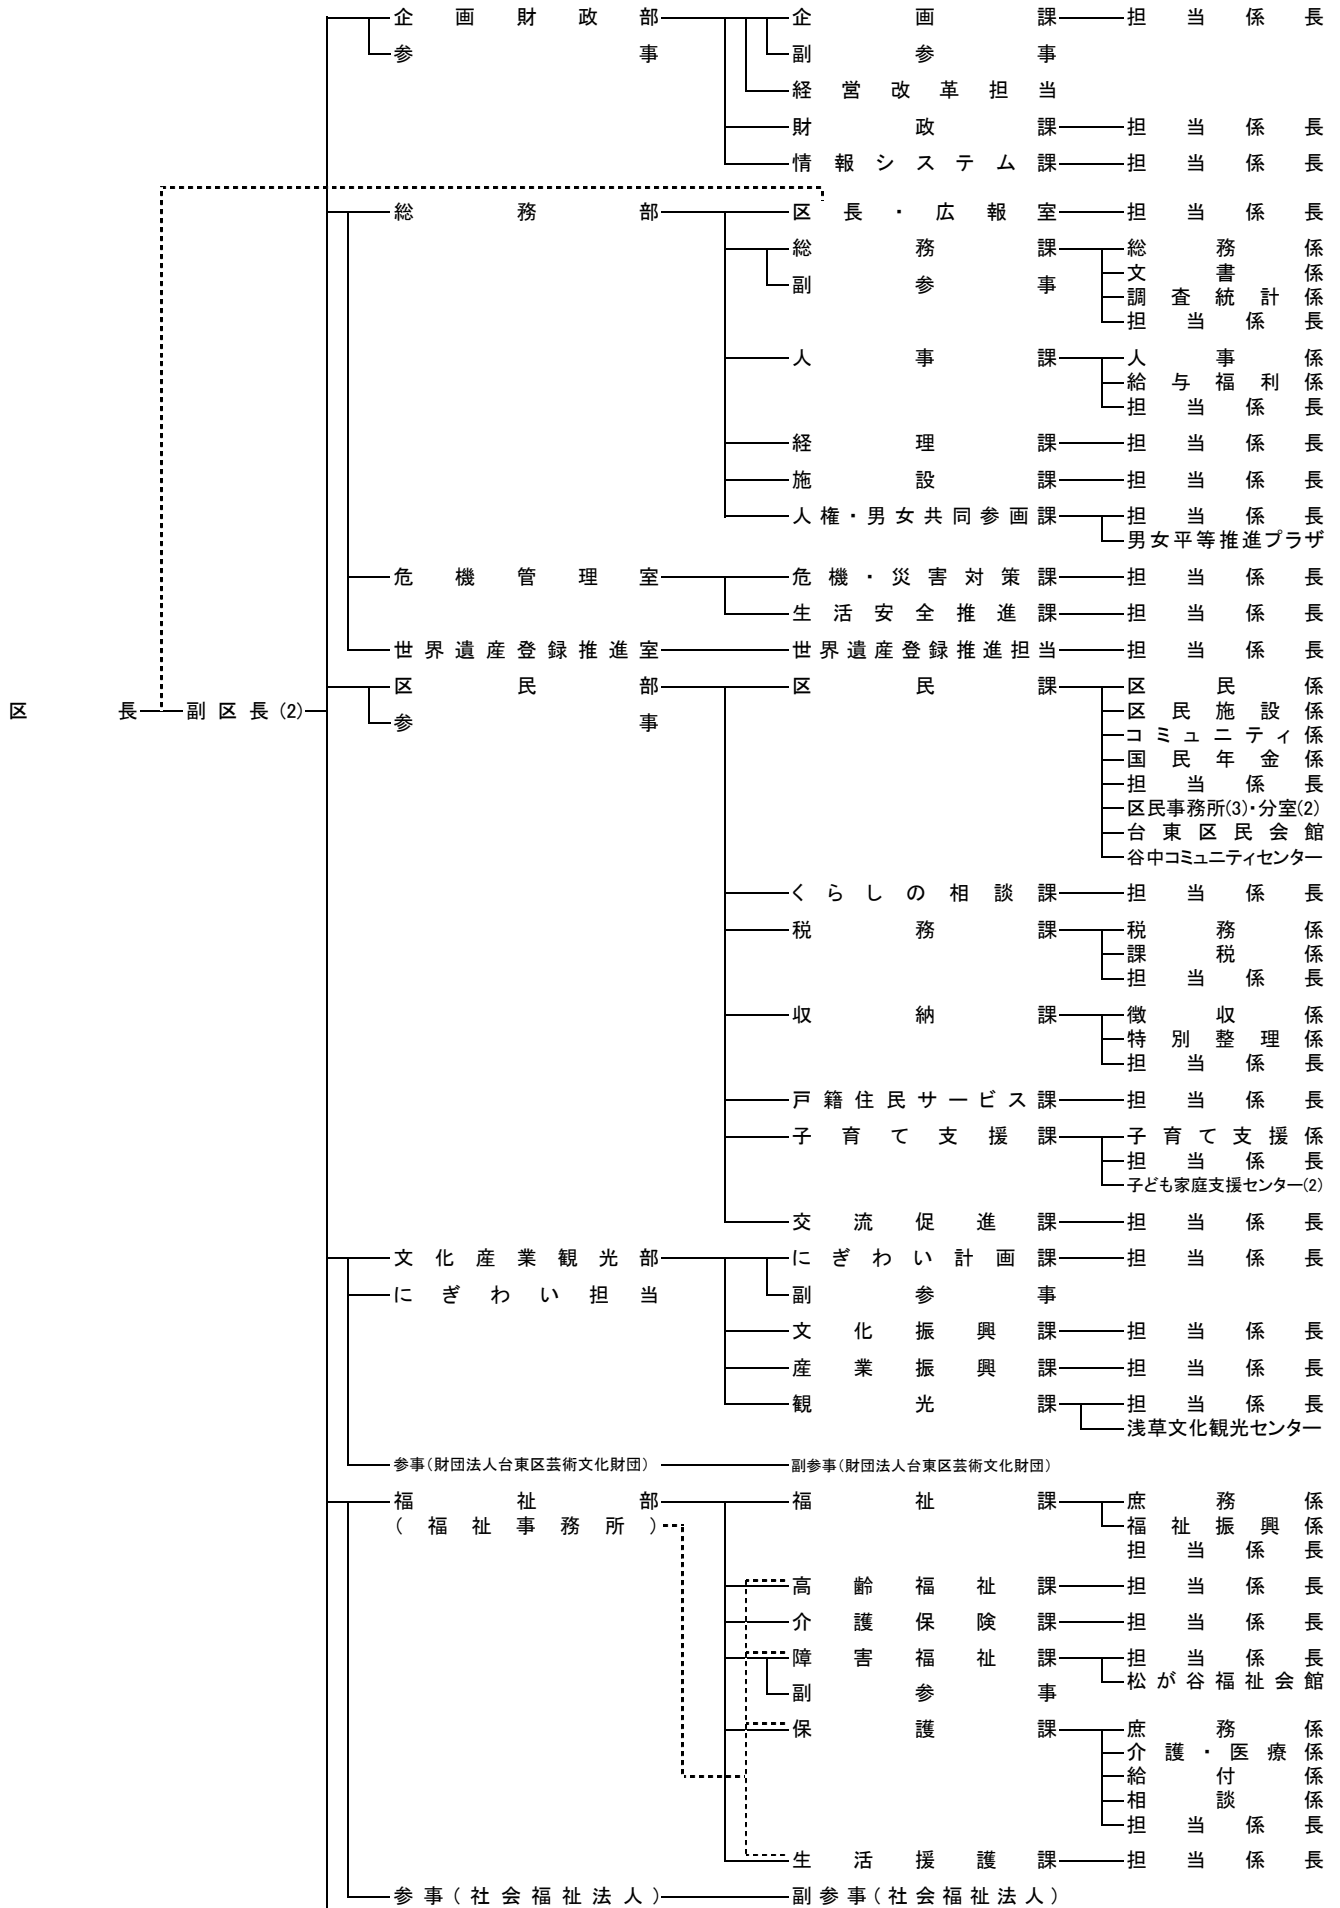 企画財政部 企画課 担当係長
参事 副参事
経営改革担当
財政課 担当係長
情報システム課 担当係長
総務部 区長・広報室 担当係長
総務課 総務係
文書係
副参事
調査統計係
担当係長
人事課 人事係
給与福利係
担当係長
経理課 担当係長
施設課 担当係長
人権・男女共同参画課 担当係長
男女平等推進プラザ
危機管理室 危機・災害対策課 担当係長
生活安全推進課 担当係長
世界遺産登録推進室 世界遺産登録推進担当 担当係長
区民部 区民課 区民係
区長 副区長(2) 区民施設係
参事
コミュニティ係
国民年金係
担当係長
区民事務所(3)・分室(2)
台東区民会館
谷中コミュニティセンター
くらしの相談課 担当係長
税務課 税務係
課税係
担当係長
収納課 徴収係
特別整理係
担当係長
戸籍住民サービス課 担当係長
子育て支援課 子育て支援係
担当係長
子ども家庭支援センター(2)
交流促進課 担当係長
文化産業観光部 にぎわい計画課 担当係長
にぎわい担当 副参事
文化振興課 担当係長
産業振興課 担当係長
観光課 担当係長
浅草文化観光センター
参事(財団法人台東区芸術文化財団) 副参事(財団法人台東区芸術文化財団)
福祉部 福祉課 庶務係
(福祉事務所) 福祉振興係
担当係長
高齢福祉課 担当係長
介護保険課 担当係長
障害福祉課 担当係長
松が谷福祉会館
副参事
保護課 庶務係
介護・医療係
給付係
相談係
担当係長
生活援護課 担当係長
参事(社会福祉法人) 副参事(社会福祉法人)